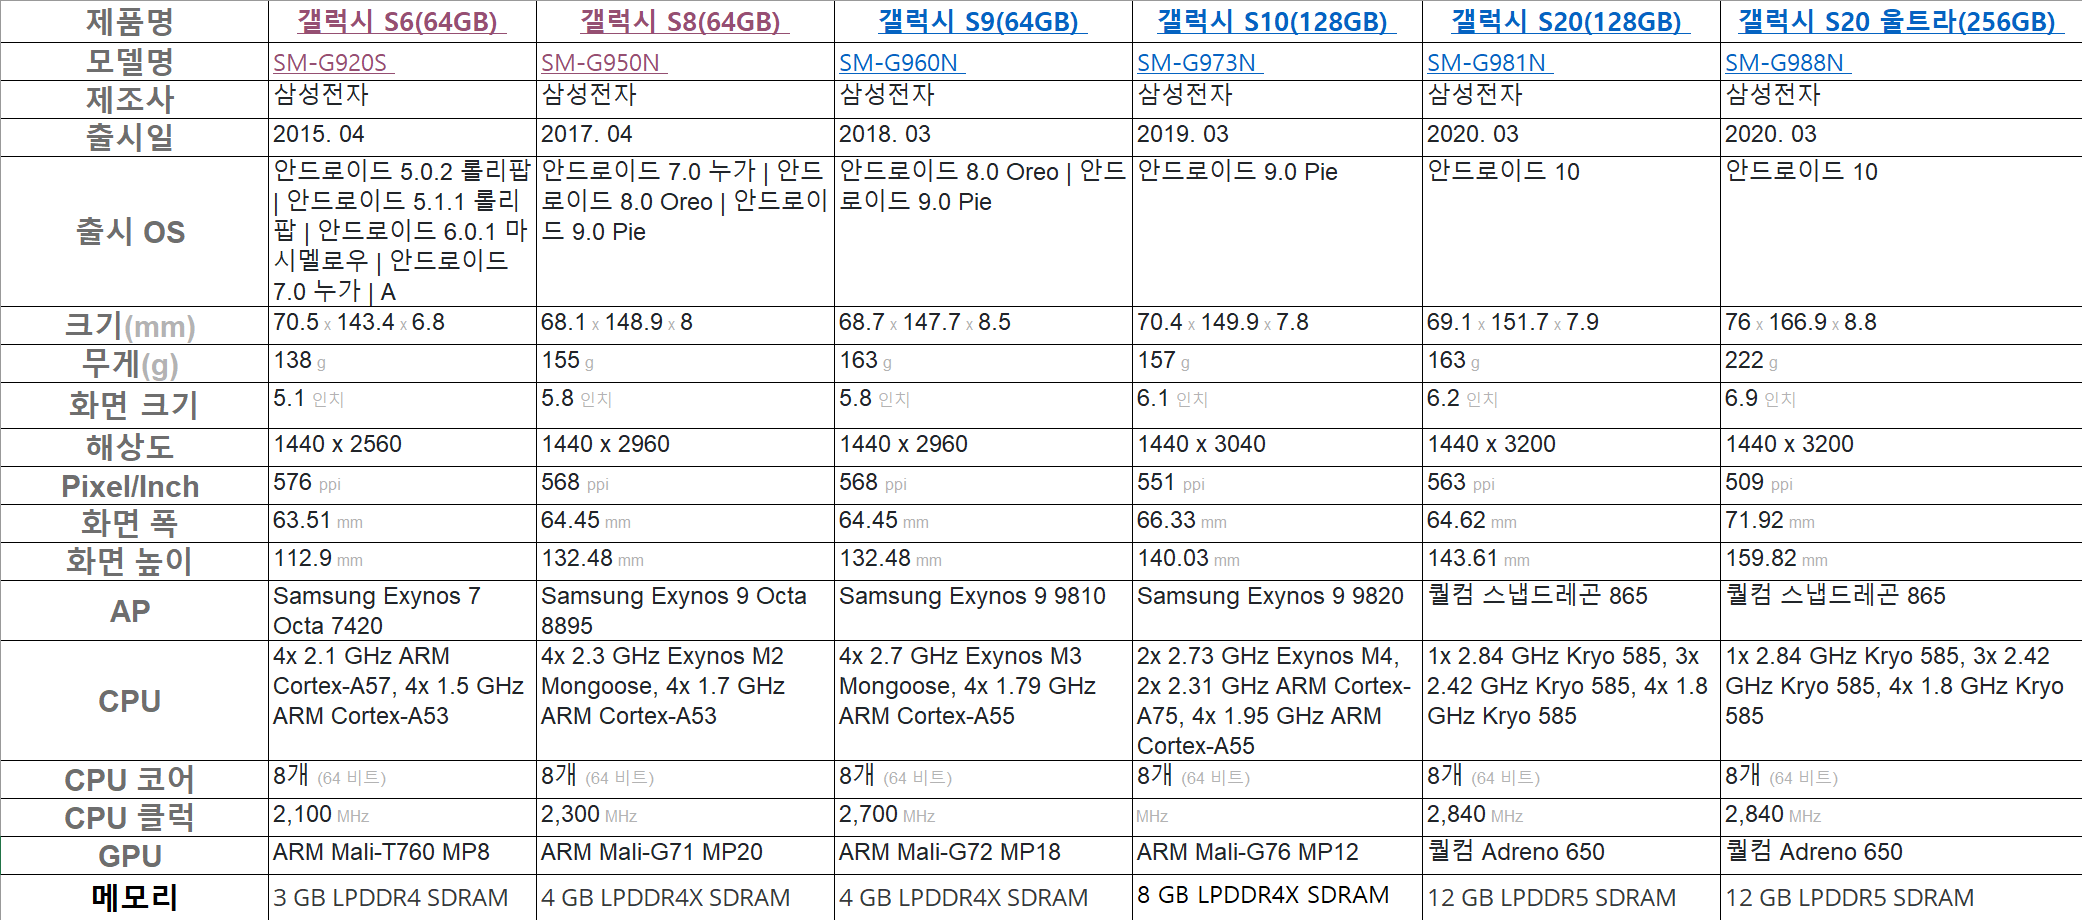 제품명 갤럭시 S6(64GB) 갤럭시 S8(64GB) 갤럭시 S9(64GB) 갤럭시 S10(128GB) 갤럭시 S20(128GB) 갤럭시 S20 울트라(256GB)
모델명 SM-G920S SM-G950N SM-G960N SM-G973N SM-G981N SM-G988N
제조사 삼성전자 삼성전자 삼성전자 삼성전자 삼성전자 삼성전자
출시일 2015. 04 2017. 04 2018. 03 2019. 03 2020. 03 2020. 03
출시 OS
안드로이드 5.0.2 롤리팝
| 안드로이드 5.1.1 롤리
팝 | 안드로이드 6.0.1 마
시멜로우 | 안드로이드
7.0 누가 | A
안드로이드 7.0 누가 | 안드
로이드 8.0 Oreo | 안드로이
드 9.0 Pie
안드로이드 8.0 Oreo | 안드
로이드 9.0 Pie
안드로이드 9.0 Pie
안드로이드 10
안드로이드 10
크기(mm) 70.5 x 143.4 x 6.8 68.1 x 148.9 x 8 68.7 x 147.7 x 8.5 70.4 x 149.9 x 7.8 69.1 x 151.7 x 7.9 76 x 166.9 x 8.8
무게(g) 138 g 155 g 163 g 157 g 163 g 222 g
화면 크기 5.1 인치 5.8 인치 5.8 인치 6.1 인치 6.2 인치 6.9 인치
해상도 1440 x 2560 1440 x 2960 1440 x 2960 1440 x 3040 1440 x 3200 1440 x 3200
Pixel/Inch 576 ppi 568 ppi 568 ppi 551 ppi 563 ppi 509 ppi
화면 폭 63.51 mm 64.45 mm 64.45 mm 66.33 mm 64.62 mm 71.92 mm
화면 높이 112.9 mm 132.48 mm 132.48 mm 140.03 mm 143.61 mm 159.82 mm
AP
Samsung Exynos 7
Octa 7420
Samsung Exynos 9 Octa
8895
Samsung Exynos 9 9810
Samsung Exynos 9 9820
퀄컴 스냅드레곤 865
퀄컴 스냅드레곤 865
CPU
4x 2.1 GHz ARM
Cortex-A57, 4x 1.5 GHz
ARM Cortex-A53
4x 2.3 GHz Exynos M2
Mongoose, 4x 1.7 GHz
ARM Cortex-A53
4x 2.7 GHz Exynos M3
Mongoose, 4x 1.79 GHz
ARM Cortex-A55
2x 2.73 GHz Exynos M4,
2x 2.31 GHz ARM Cortex-
A75, 4x 1.95 GHz ARM
Cortex-A55
1x 2.84 GHz Kryo 585, 3x
2.42 GHz Kryo 585, 4x 1.8
GHz Kryo 585
1x 2.84 GHz Kryo 585, 3x 2.42
GHz Kryo 585, 4x 1.8 GHz Kryo
585
CPU 코어 8개 (64 비트) 8개 (64 비트) 8개 (64 비트) 8개 (64 비트) 8개 (64 비트) 8개 (64 비트)
CPU 클럭 2,100 MHz 2,300 MHz 2,700 MHz MHz 2,840 MHz 2,840 MHz
GPU ARM Mali-T760 MP8 ARM Mali-G71 MP20 ARM Mali-G72 MP18 ARM Mali-G76 MP12 퀄컴 Adreno 650 퀄컴 Adreno 650
메모리 3 GB LPDDR4 SDRAM 4 GB LPDDR4X SDRAM 4 GB LPDDR4X SDRAM 8 GB LPDDR4X SDRAM 12 GB LPDDR5 SDRAM 12 GB LPDDR5 SDRAM